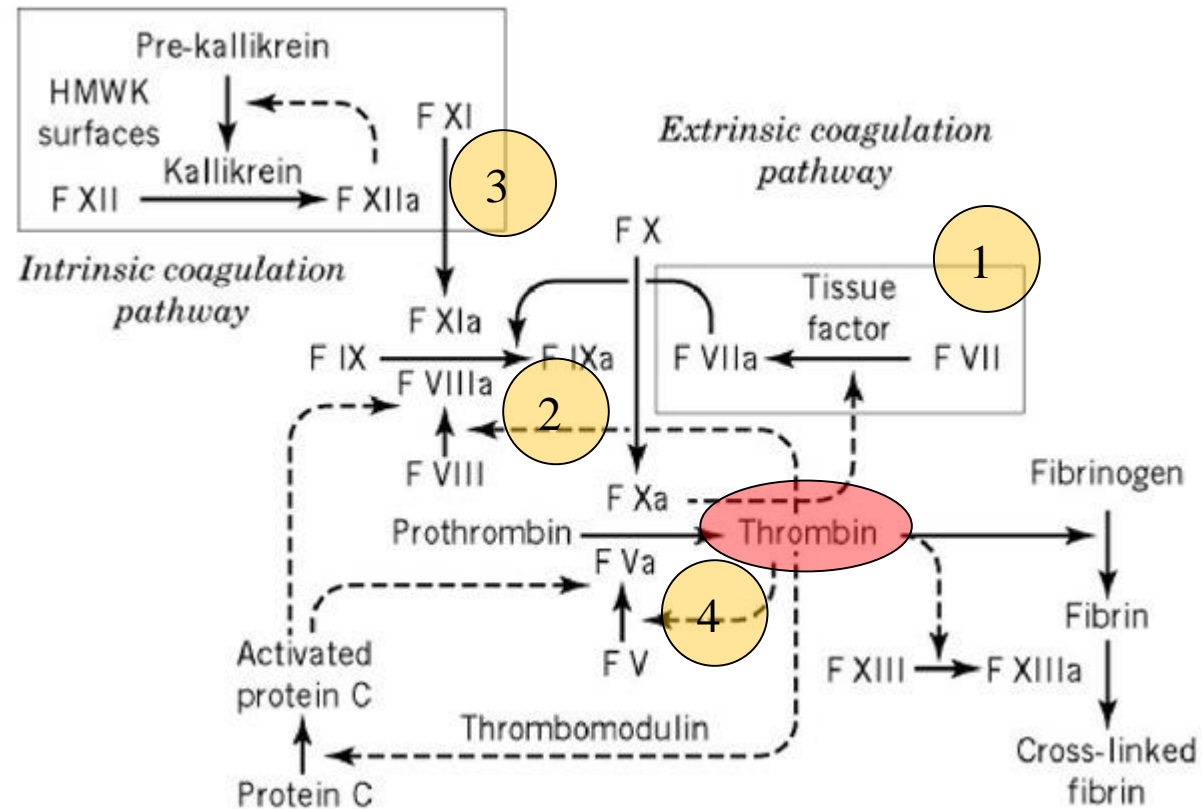 Pre-kallikrein
HMWK
surfaces
F XI
Kallikrein
F XII
F XIIa
3
Extrinsic coagulation
pathway
Intrinsic coagulation
pathway
F X
1
Tissue
factor
F XIa
F IX
F IXa
F VIIa
F VII
F VIIIa
2
F VIII
F Xa
Fibrinogen
Prothrombin
Thrombin
F Va
4
Fibrin
F V
F XIII
F XIIIa
Activated
protein C
Thrombomodulin
Protein C
Cross-linked
fibrin